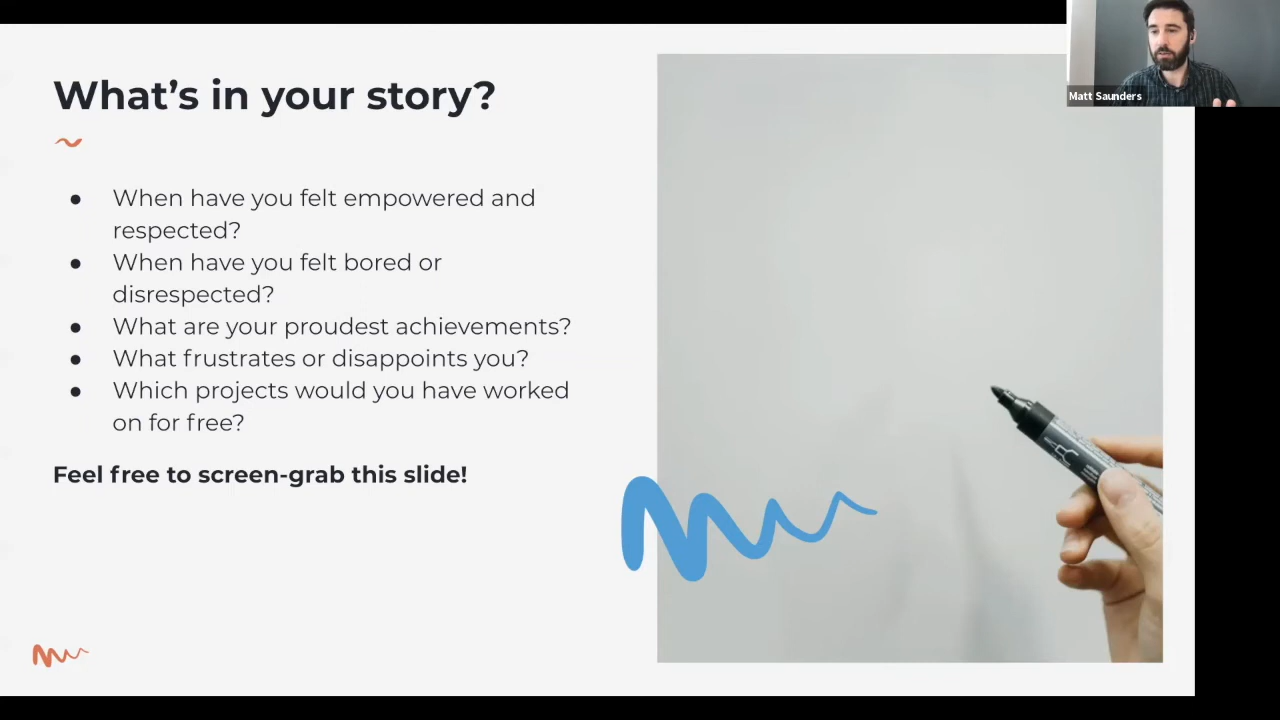 What’s in your story?
Matt Saunders
● When have you felt empowered and
respected?
● When have you felt bored or
disrespected?
● What are your proudest achievements?
● What frustrates or disappoints you?
● Which projects would you have worked
on for free?
Feel free to screen-grab this slide!